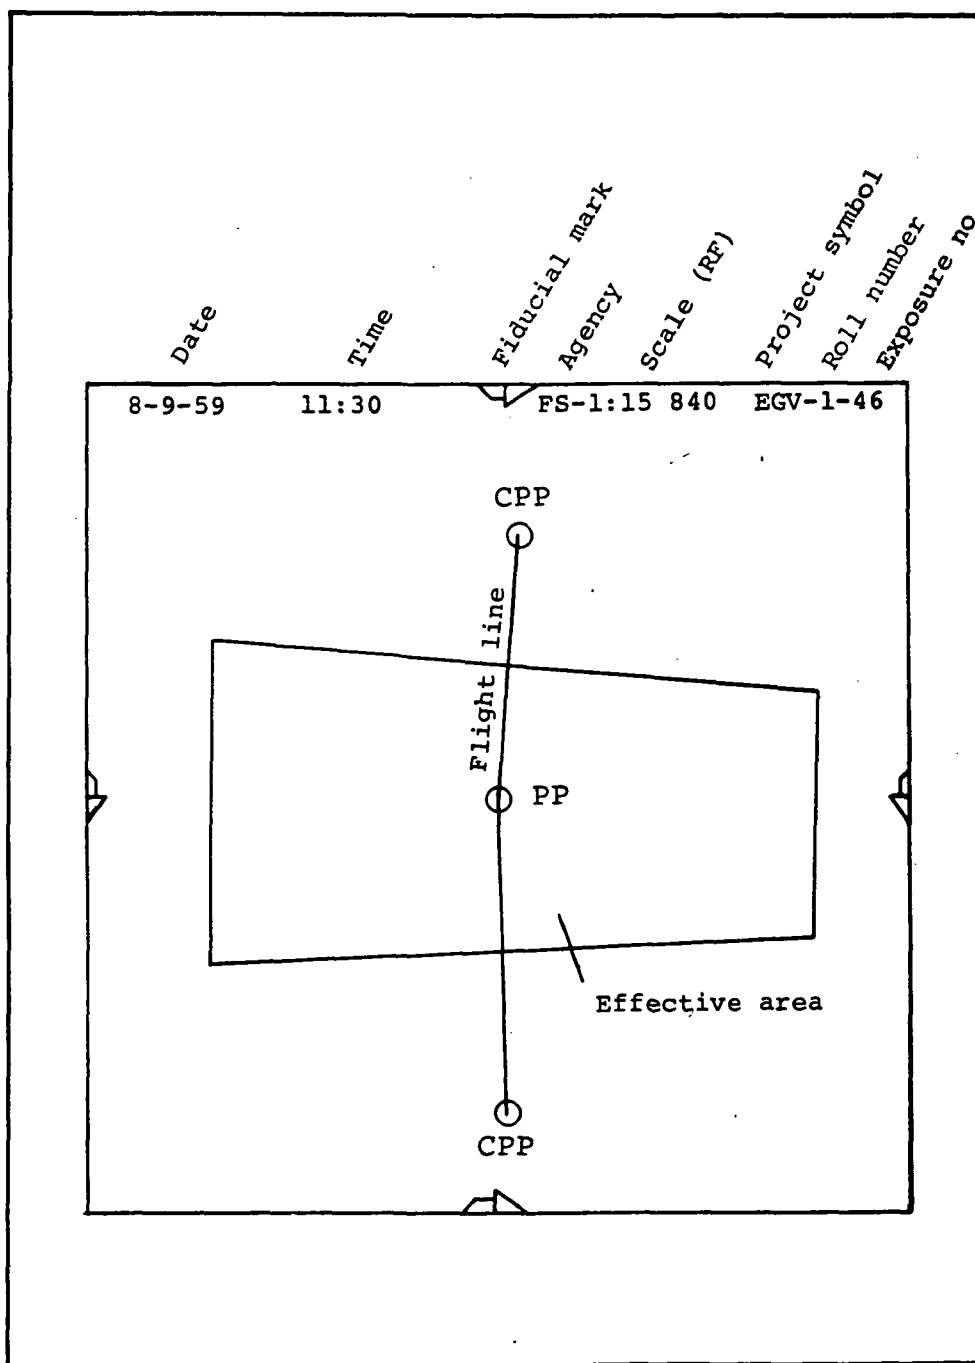 Date
Time
Fiducial mark
Agency
Scale (RF)
Project symbol
Roll number
Exposure no
8-9-59 11:30 FS-1:15 840 EGV-1-46
CPP
Flight line
PP
Effective area
CPP